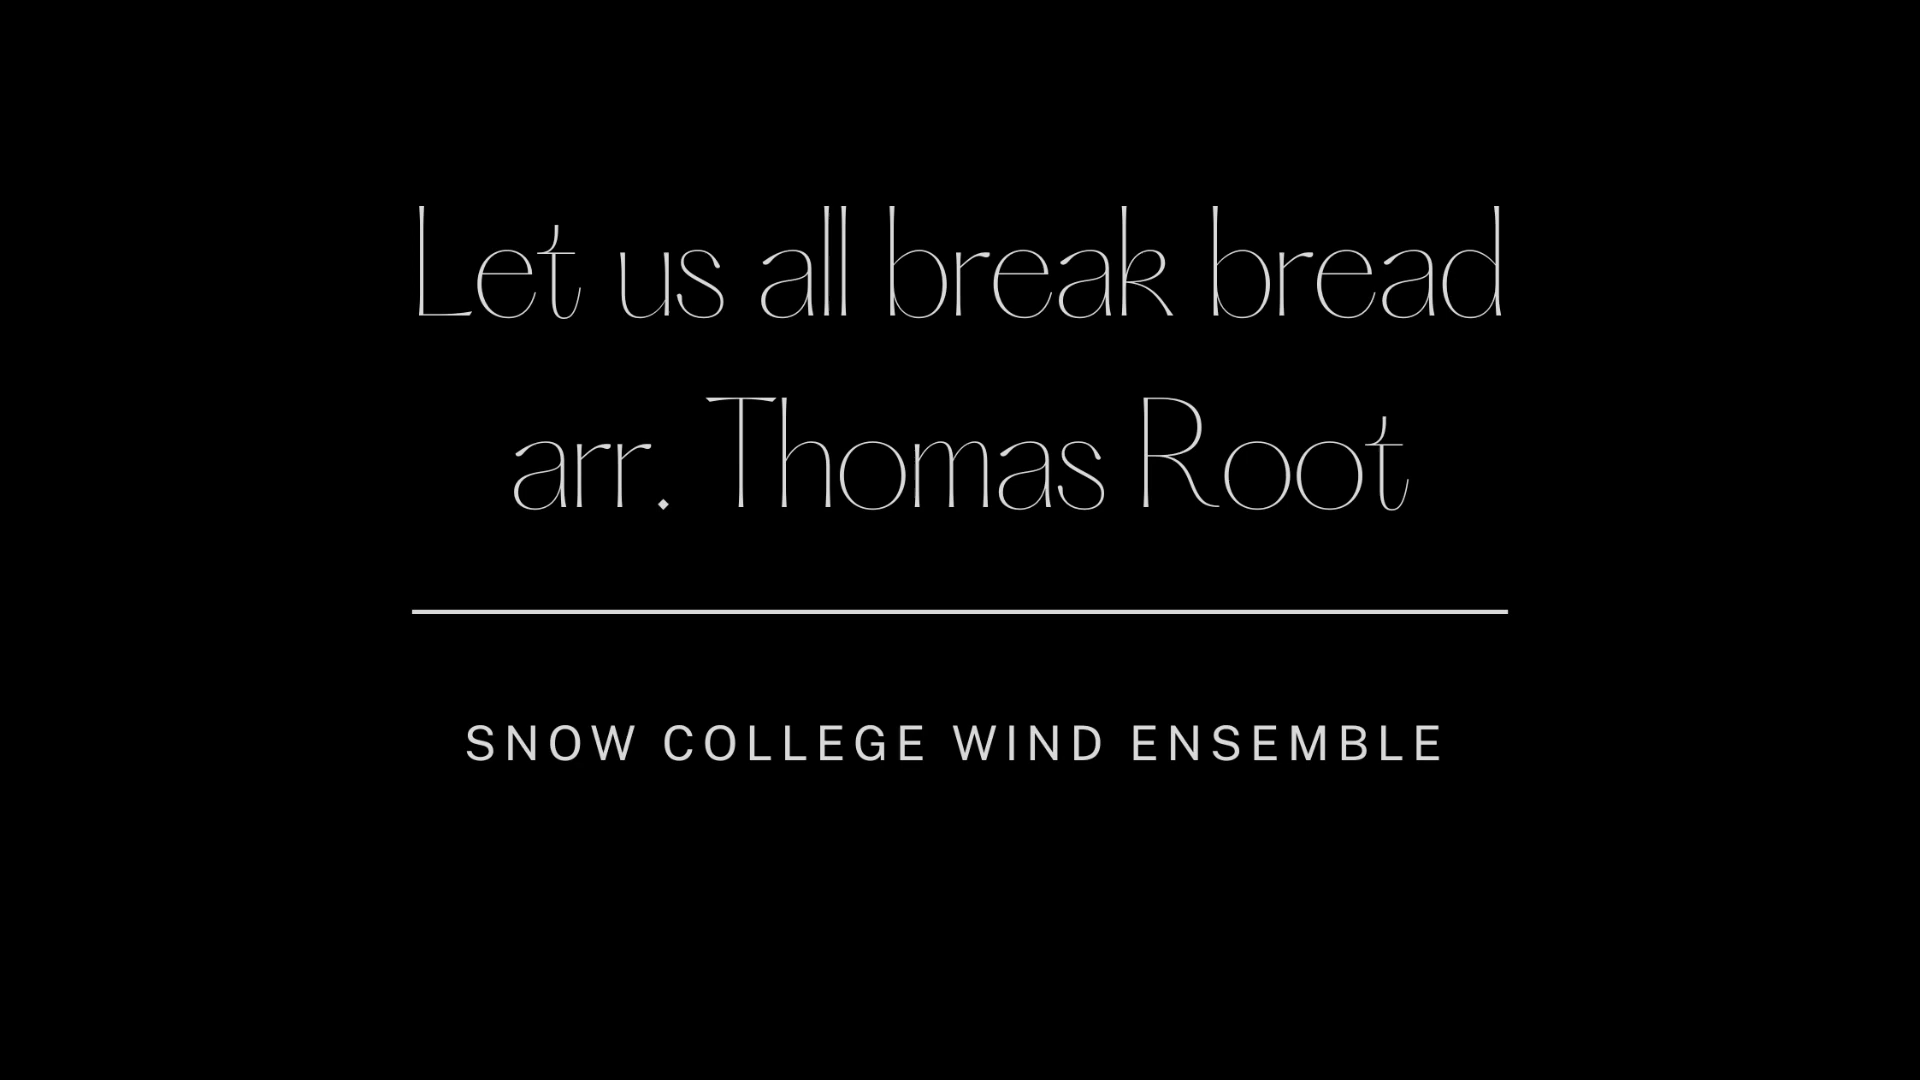 Let us all break bread
arr. Thomas Root
SNOW COLLEGE WIND ENSEMBLE